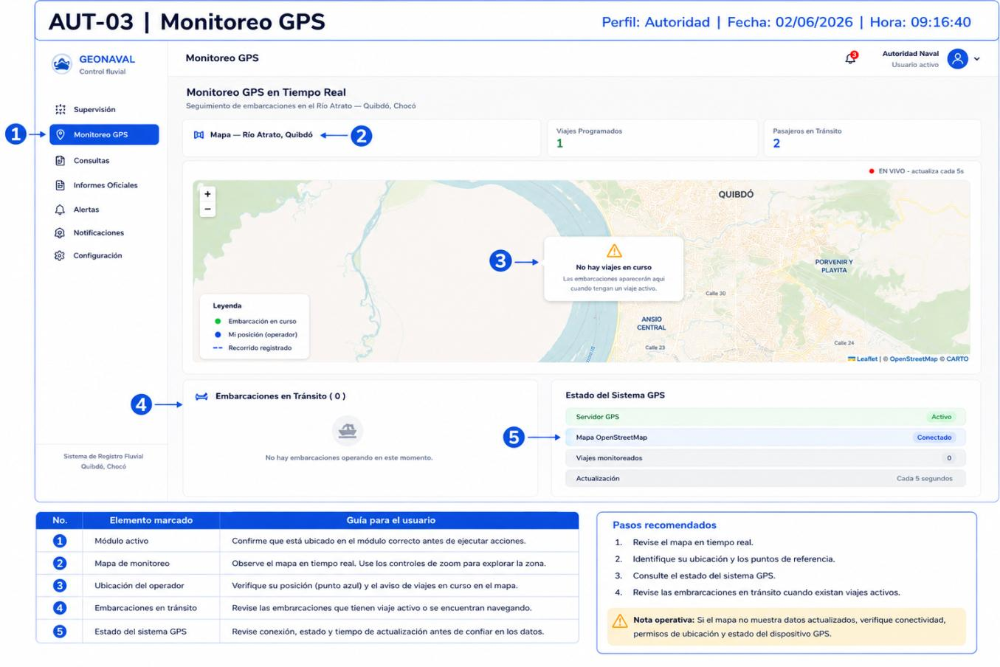 AUT-03 | Monitoreo GPS
Perfil: Autoridad | Fecha: 02/06/2026 | Hora: 09:16:40
GEONAVAL
Control fluvial
Monitoreo GPS
3
Autoridad Naval
Usuario activo
Supervisión
1
Monitoreo GPS
Consultas
Informes Oficiales
Alertas
Notificaciones
Configuración
Sistema de Registro Fluvial
Quibdó, Chocó
Monitoreo GPS en Tiempo Real
Seguimiento de embarcaciones en el Río Atrato — Quibdó, Chocó
Mapa — Río Atrato, Quibdó
2
Viajes Programados
1
Pasajeros en Tránsito
2
EN VIVO - actualiza cada 5s
+
−
QUIBDÓ
3
No hay viajes en curso
Las embarcaciones aparecerán aquí
cuando tengan un viaje activo.
PORVENIR Y
PLAYITA
Calle 30
ANSIO
CENTRAL
Calle 23
Calle 24
Leyenda
Embarcación en curso
Mi posición (operador)
Recorrido registrado
Leaflet | © OpenStreetMap © CARTO
4
Embarcaciones en Tránsito ( 0 )
No hay embarcaciones operando en este momento.
5
Estado del Sistema GPS
Servidor GPS Activo
Mapa OpenStreetMap Conectado
Viajes monitoreados 0
Actualización Cada 5 segundos
No. Elemento marcado Guía para el usuario
1 Módulo activo Confirme que está ubicado en el módulo correcto antes de ejecutar acciones.
2 Mapa de monitoreo Observe el mapa en tiempo real. Use los controles de zoom para explorar la zona.
3 Ubicación del operador Verifique su posición (punto azul) y el aviso de viajes en curso en el mapa.
4 Embarcaciones en tránsito Revise las embarcaciones que tienen viaje activo o se encuentran navegando.
5 Estado del sistema GPS Revise conexión, estado y tiempo de actualización antes de confiar en los datos.
Pasos recomendados
1. Revise el mapa en tiempo real.
2. Identifique su ubicación y los puntos de referencia.
3. Consulte el estado del sistema GPS.
4. Revise las embarcaciones en tránsito cuando existan viajes activos.
Nota operativa: Si el mapa no muestra datos actualizados, verifique conectividad,
permisos de ubicación y estado del dispositivo GPS.